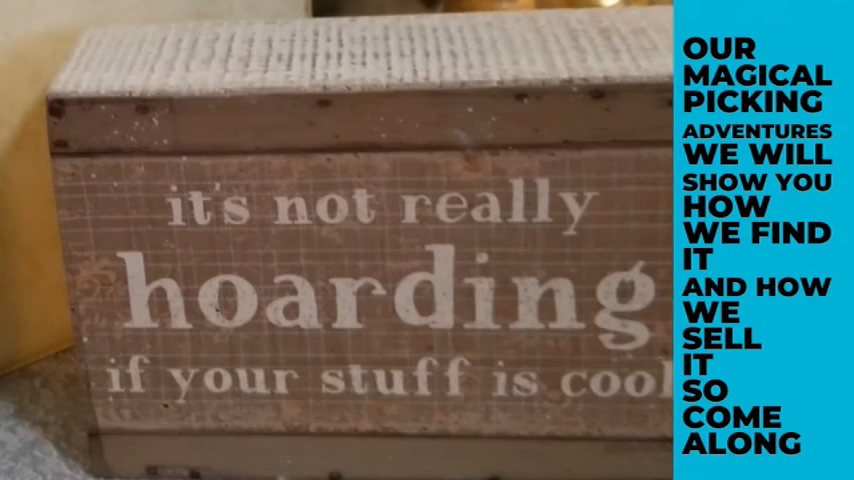 it's not really
hoarding
if your stuff is cool
OUR
MAGICAL
PICKING
ADVENTURES
WE WILL
SHOW YOU
HOW
WE FIND
IT
AND HOW
WE
SELL
IT
SO
COME
ALONG